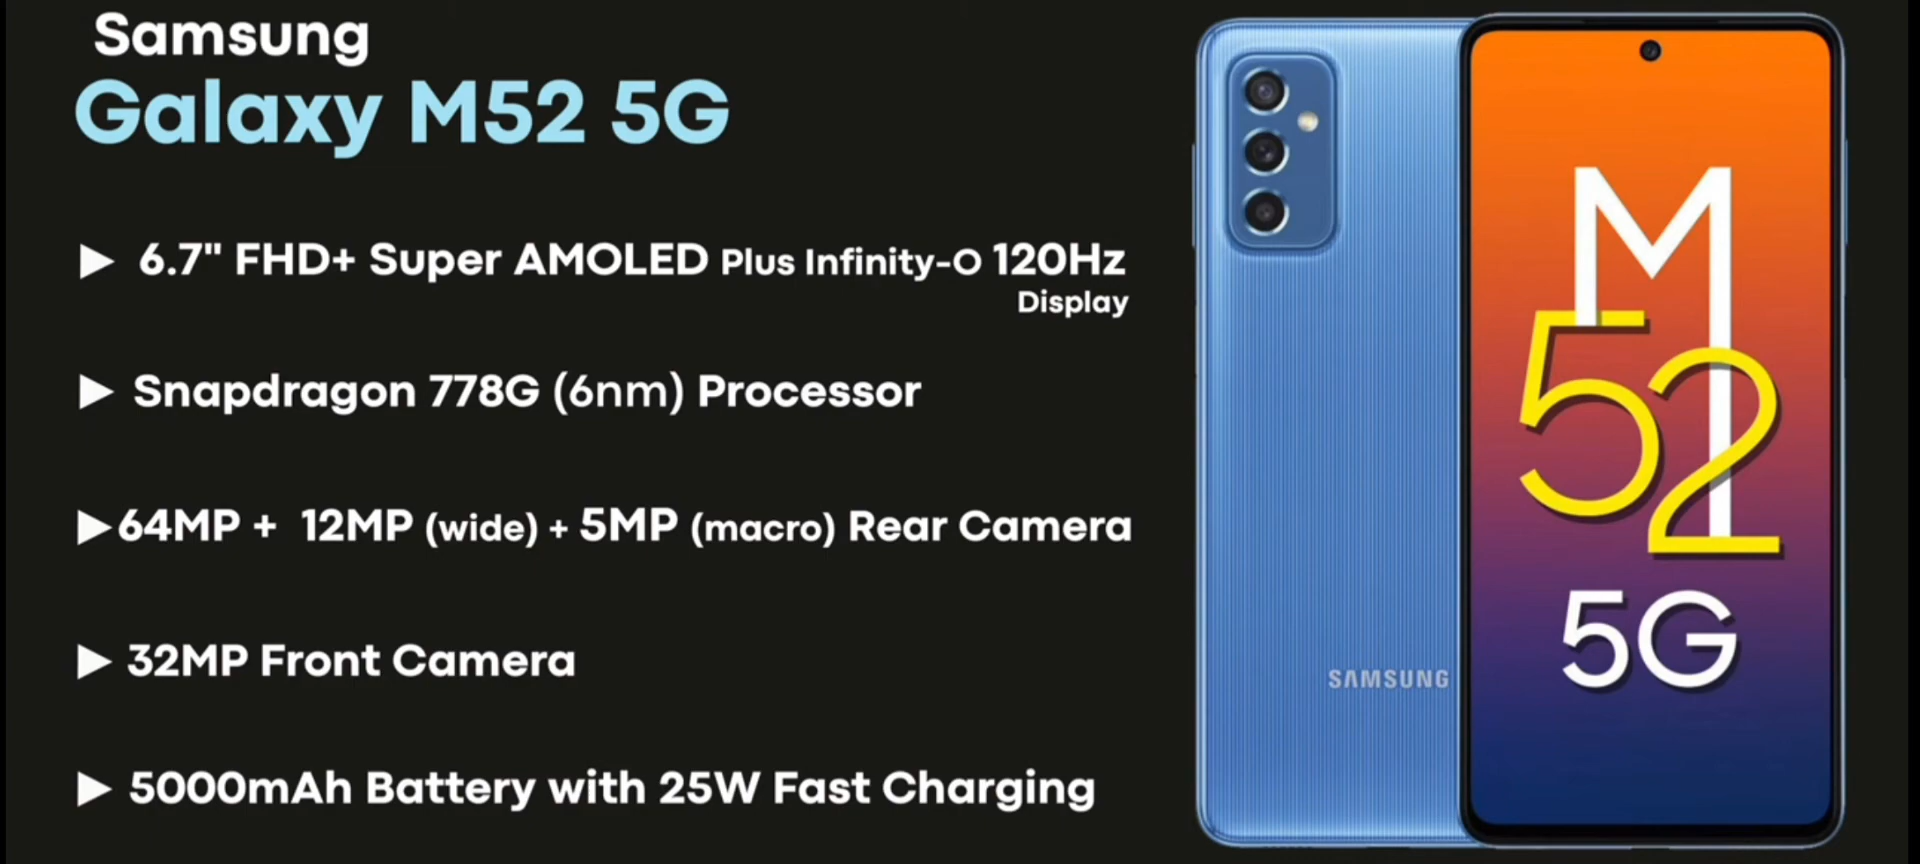 Samsung
Galaxy M52 5G
▶ 6.7" FHD+ Super AMOLED Plus Infinity-O 120Hz
Display
▶ Snapdragon 778G (6nm) Processor
▶ 64MP + 12MP (wide) + 5MP (macro) Rear Camera
▶ 32MP Front Camera
▶ 5000mAh Battery with 25W Fast Charging
SAMSUNG
M
52
5G